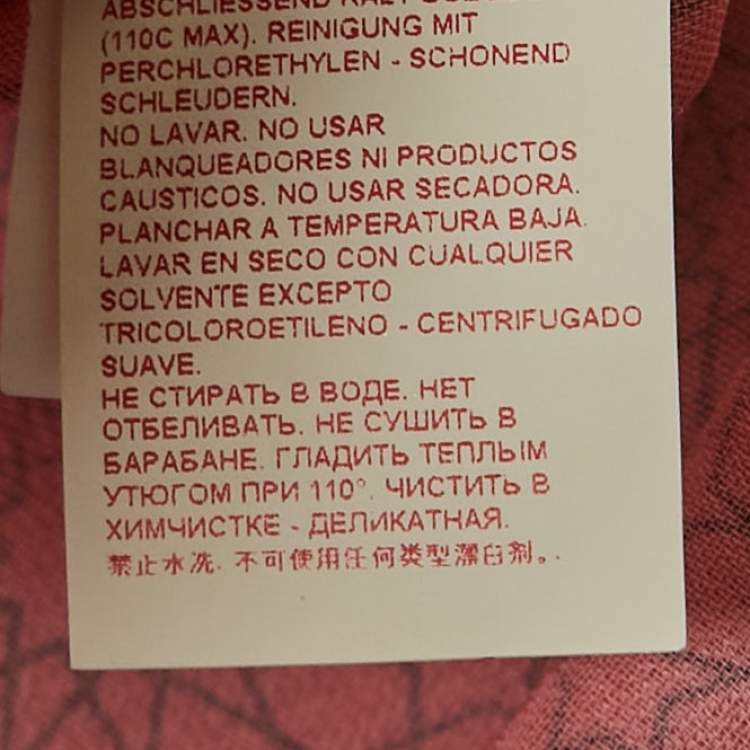 ABSCHLIESSEND KALT
(110C MAX). REINIGUNG MIT
PERCHLORETHYLEN - SCHONEND
SCHLEUDERN.
NO LAVAR. NO USAR
BLANQUEADORES NI PRODUCTOS
CAUSTICOS. NO USAR SECADORA.
PLANCHAR A TEMPERATURA BAJA.
LAVAR EN SECO CON CUALQUIER
SOLVENTE EXCEPTO
TRICOLOROETILENO - CENTRIFUGADO
SUAVE.
НЕ СТИРАТЬ В ВОДЕ. НЕТ
ОТБЕЛИВАТЬ. НЕ СУШИТЬ В
БАРАБАНЕ. ГЛАДИТЬ ТЕПЛЫМ
УТЮГОМ ПРИ 110°. ЧИСТИТЬ В
ХИМЧИСТКЕ - ДЕЛИКАТНАЯ.
禁止水洗. 不可使用任何类型漂白剂。.